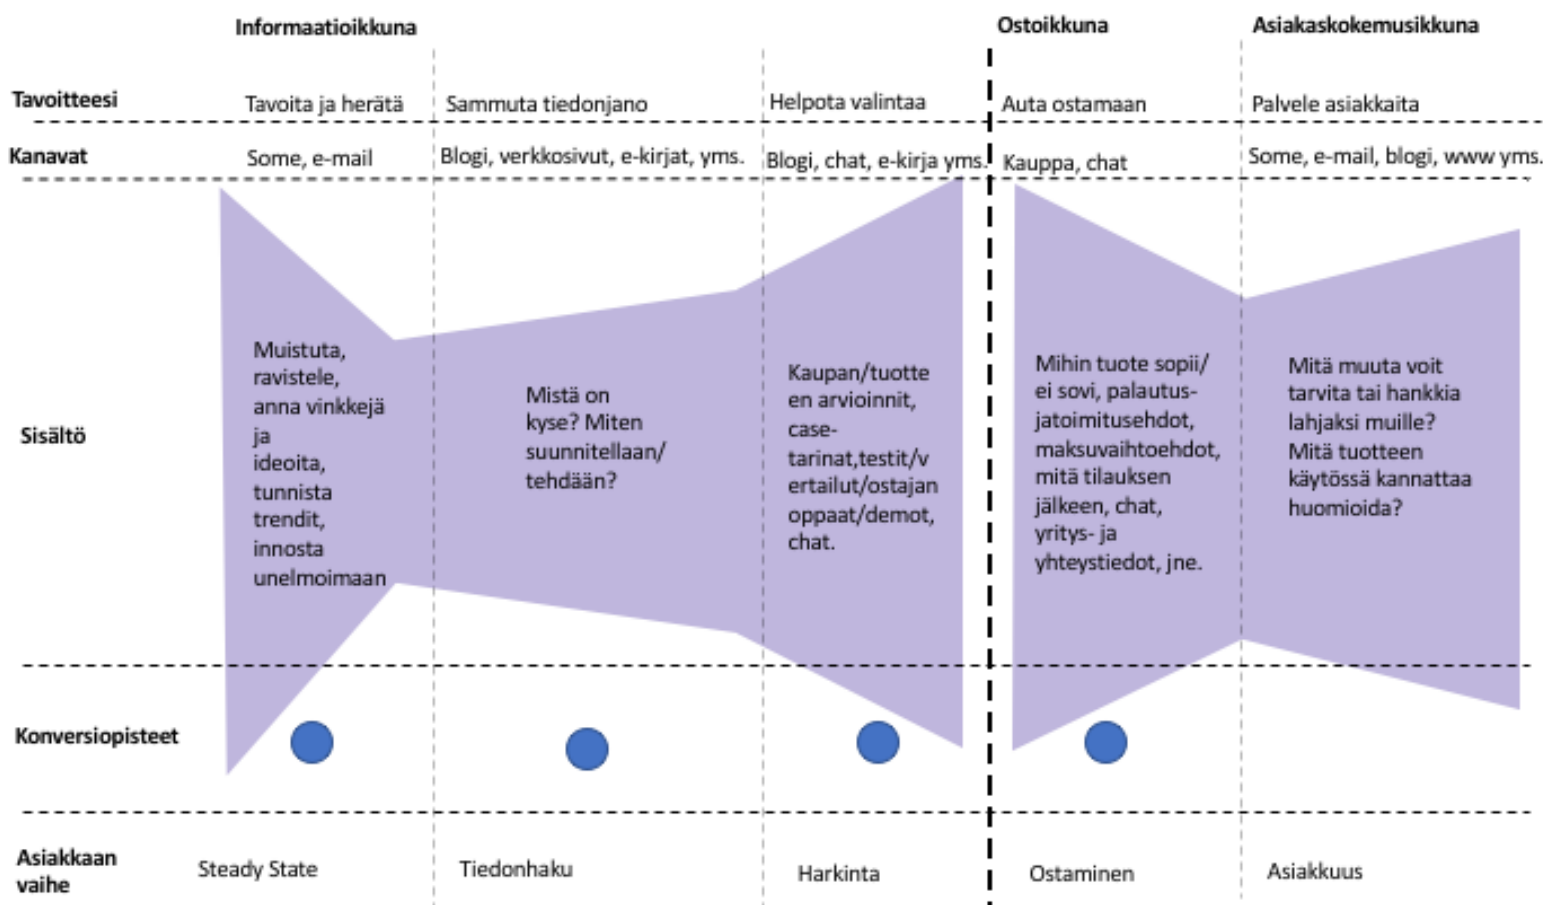 Informaatioikkuna
Ostoikkuna
Asiakaskokemusikkuna
Tavoitteesi
Tavoita ja herätä
Sammuta tiedonjano
Helpota valintaa
Auta ostamaan
Palvele asiakkaita
Kanavat
Some, e-mail
Blogi, verkkosivut, e-kirjat, yms.
Blogi, chat, e-kirja yms.
Kauppa, chat
Some, e-mail, blogi, www yms.
Sisältö
Muistuta,
ravistele,
anna vinkkejä
ja
ideoita,
tunnista
trendit,
innosta
unelmoimaan
Mistä on
kyse? Miten
suunnitellaan/
tehdään?
Kaupan/tuotte
en arvioinnit,
case-
tarinat,testit/v
ertailut/ostajan
oppaat/demot,
chat.
Mihin tuote sopii/
ei sovi, palautus-
jatoimitusehdot,
maksuvaihtoehdot,
mitä tilauksen
jälkeen, chat,
yritys- ja
yhteystiedot, jne.
Mitä muuta voit
tarvita tai hankkia
lahjaksi muille?
Mitä tuotteen
käytössä kannattaa
huomioida?
Konversiopisteet
Asiakkaan
vaihe
Steady State
Tiedonhaku
Harkinta
Ostaminen
Asiakkuus